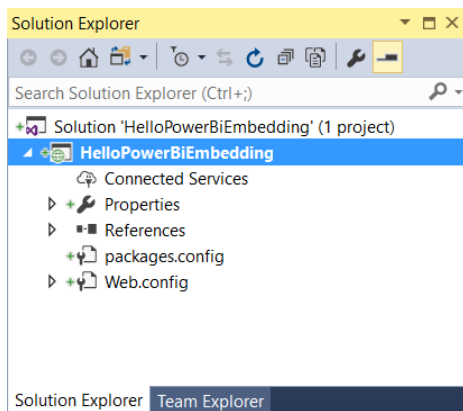 Solution Explorer
Search Solution Explorer (Ctrl+;)
Solution 'HelloPowerBiEmbedding' (1 project)
HelloPowerBiEmbedding
Connected Services
Properties
References
packages.config
Web.config
Solution Explorer Team Explorer